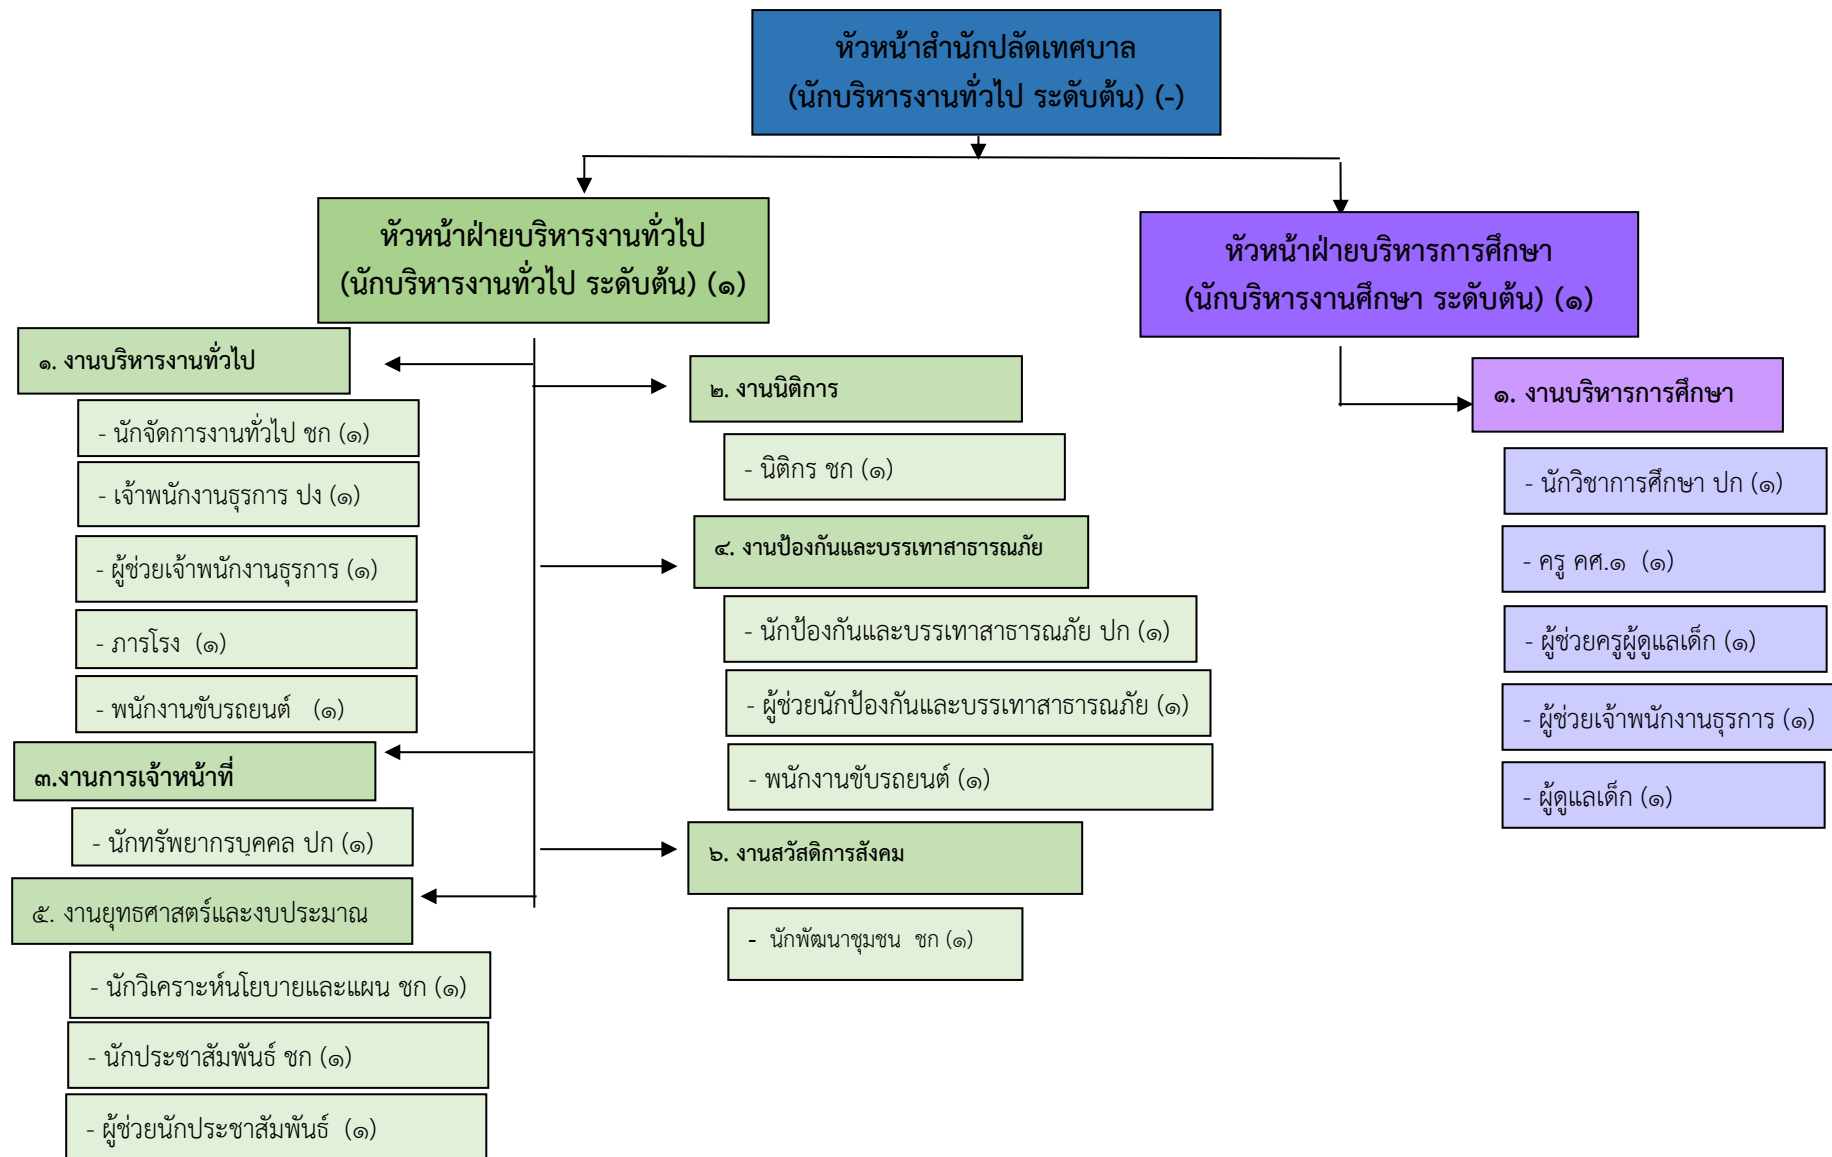 หัวหน้าสำนักปลัดเทศบาล
(นักบริหารงานทั่วไป ระดับต้น) (-)
หัวหน้าฝ่ายบริหารงานทั่วไป
(นักบริหารงานทั่วไป ระดับต้น) (๑)
๑. งานบริหารงานทั่วไป
- นักจัดการงานทั่วไป ชก (๑)
- เจ้าพนักงานธุรการ ปง (๑)
- ผู้ช่วยเจ้าพนักงานธุรการ (๑)
- ภารโรง (๑)
- พนักงานขับรถยนต์ (๑)
๒. งานนิติการ
- นิติกร ชก (๑)
๓.งานการเจ้าหน้าที่
- นักทรัพยากรบุคคล ปก (๑)
๔. งานป้องกันและบรรเทาสาธารณภัย
- นักป้องกันและบรรเทาสาธารณภัย ปก (๑)
- ผู้ช่วยนักป้องกันและบรรเทาสาธารณภัย (๑)
- พนักงานขับรถยนต์ (๑)
๕. งานยุทธศาสตร์และงบประมาณ
- นักวิเคราะห์นโยบายและแผน ชก (๑)
- นักประชาสัมพันธ์ ชก (๑)
- ผู้ช่วยนักประชาสัมพันธ์ (๑)
๖. งานสวัสดิการสังคม
- นักพัฒนาชุมชน ชก (๑)
หัวหน้าฝ่ายบริหารการศึกษา
(นักบริหารงานศึกษา ระดับต้น) (๑)
๑. งานบริหารการศึกษา
- นักวิชาการศึกษา ปก (๑)
- ครู คศ.๑ (๑)
- ผู้ช่วยครูผู้ดูแลเด็ก (๑)
- ผู้ช่วยเจ้าพนักงานธุรการ (๑)
- ผู้ดูแลเด็ก (๑)